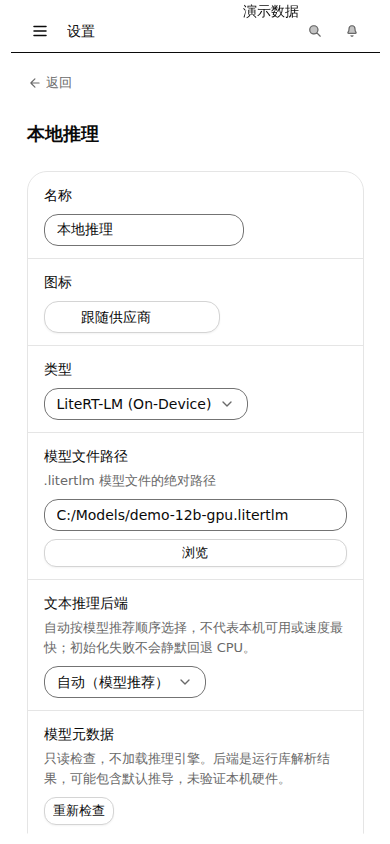 演示数据
设置
返回
本地推理
名称
本地推理
图标
跟随供应商
类型
LiteRT-LM (On-Device)
模型文件路径
.litertlm 模型文件的绝对路径
C:/Models/demo-12b-gpu.litertlm
浏览
文本推理后端
自动按模型推荐顺序选择，不代表本机可用或速度最
快；初始化失败不会静默回退 CPU。
自动（模型推荐）
模型元数据
只读检查，不加载推理引擎。后端是运行库解析结
果，可能包含默认推导，未验证本机硬件。
重新检查